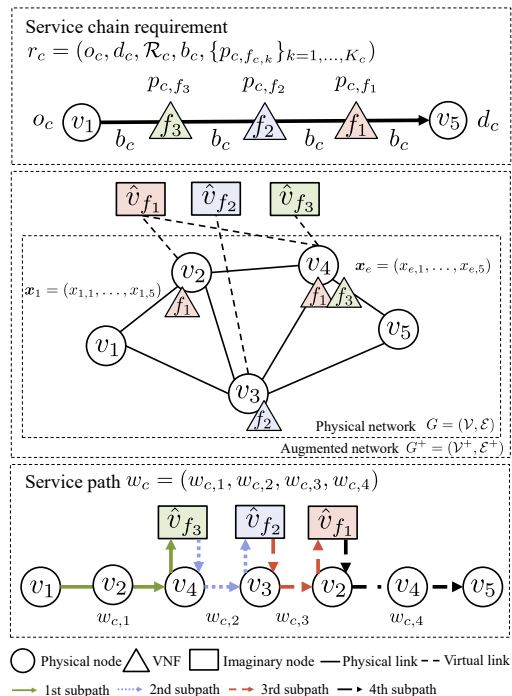 Service chain requirement
r_c = (o_c, d_c, R_c, b_c, {p_{c,f_{c,k}}}_{k=1,...,K_c})
p_{c,f_3} p_{c,f_2} p_{c,f_1}
o_c v_1 f_3 f_2 f_1 v_5 d_c
b_c b_c b_c b_c
v̂_{f_1} v̂_{f_2} v̂_{f_3}
v_2 v_4 x_e = (x_{e,1}, . . . , x_{e,5})
x_1 = (x_{1,1}, . . . , x_{1,5}) f_1 f_1 f_3
v_1 v_5
v_3
f_2
Physical network G = (V, E)
Augmented network G^+ = (V^+, E^+)
Service path w_c = (w_{c,1}, w_{c,2}, w_{c,3}, w_{c,4})
v̂_{f_3} v̂_{f_2} v̂_{f_1}
v_1 v_2 v_4 v_3 v_2 v_4 v_5
w_{c,1} w_{c,2} w_{c,3} w_{c,4}
Physical node VNF Imaginary node Physical link Virtual link
1st subpath 2nd subpath 3rd subpath 4th subpath